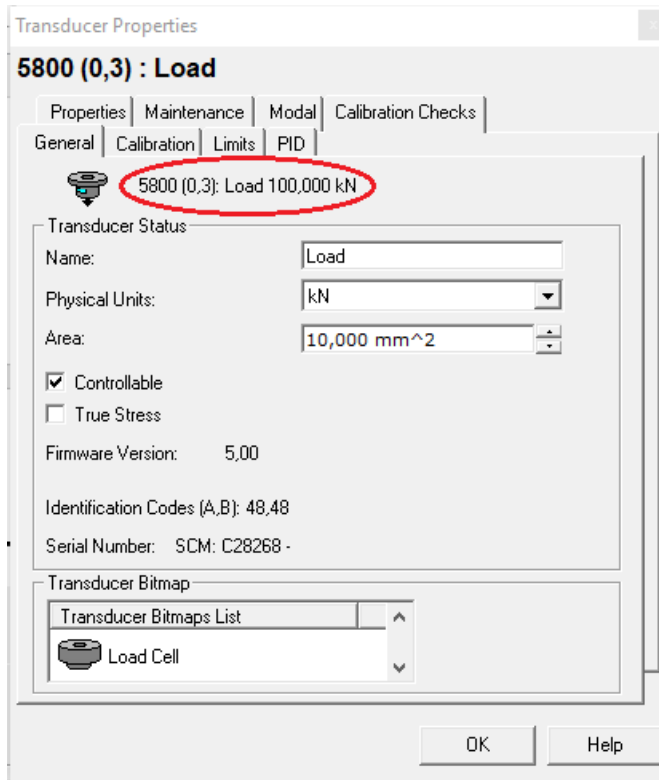 Transducer Properties
x
5800 (0,3) : Load
Properties Maintenance Modal Calibration Checks
General Calibration Limits PID
5800 (0,3): Load 100,000 kN
Transducer Status
Name: Load
Physical Units: kN
Area: 10,000 mm^2
Controllable
True Stress
Firmware Version: 5,00
Identification Codes (A,B): 48,48
Serial Number: SCM: C28268 -
Transducer Bitmap
Transducer Bitmaps List
Load Cell
OK Help